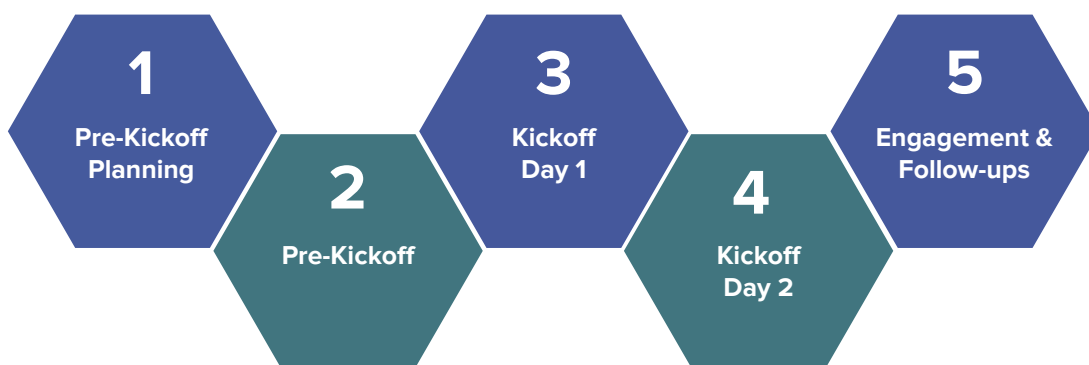 1
Pre-Kickoff
Planning
2
Pre-Kickoff
3
Kickoff
Day 1
4
Kickoff
Day 2
5
Engagement &
Follow-ups